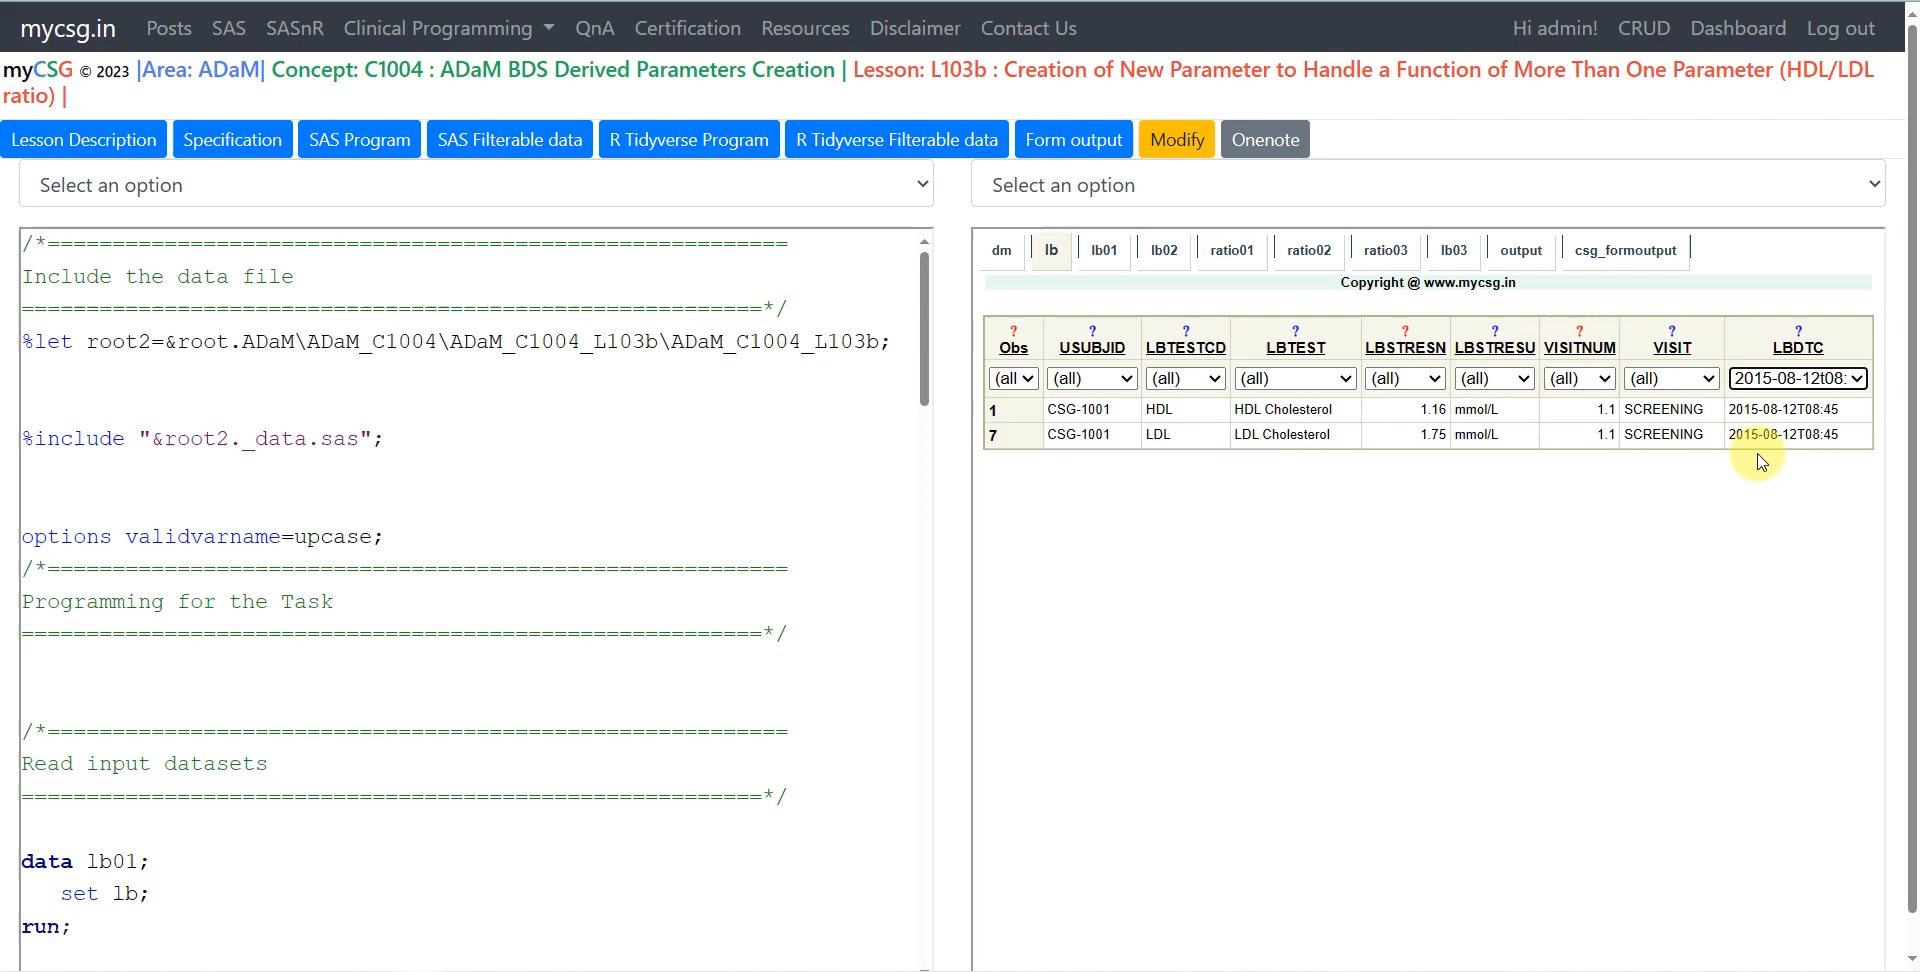 mycsg.in Posts SAS SASnR Clinical Programming QnA Certification Resources Disclaimer Contact Us Hi admin! CRUD Dashboard Log out
myCSG © 2023 |Area: ADaM| Concept: C1004 : ADaM BDS Derived Parameters Creation | Lesson: L103b : Creation of New Parameter to Handle a Function of More Than One Parameter (HDL/LDL
ratio) |
Lesson Description Specification SAS Program SAS Filterable data R Tidyverse Program R Tidyverse Filterable data Form output Modify Onenote
Select an option
/*=========================================================
Include the data file
=========================================================*/
%let root2=&root.ADaM\ADaM_C1004\ADaM_C1004_L103b\ADaM_C1004_L103b;
%include "&root2._data.sas";
options validvarname=upcase;
/*=========================================================
Programming for the Task
=========================================================*/
/*=========================================================
Read input datasets
=========================================================*/
data lb01;
set lb;
run;
Select an option
dm lb lb01 lb02 ratio01 ratio02 ratio03 lb03 output csg_formoutput
Copyright @ www.mycsg.in
? ? ? ? ? ? ? ? ?
Obs USUBJID LBTESTCD LBTEST LBSTRESN LBSTRESU VISITNUM VISIT LBDTC
(all (all) (all) (all) (all) (all) (all) (all) 2015-08-12t08:
1 CSG-1001 HDL HDL Cholesterol 1.16 mmol/L 1.1 SCREENING 2015-08-12T08:45
7 CSG-1001 LDL LDL Cholesterol 1.75 mmol/L 1.1 SCREENING 2015-08-12T08:45